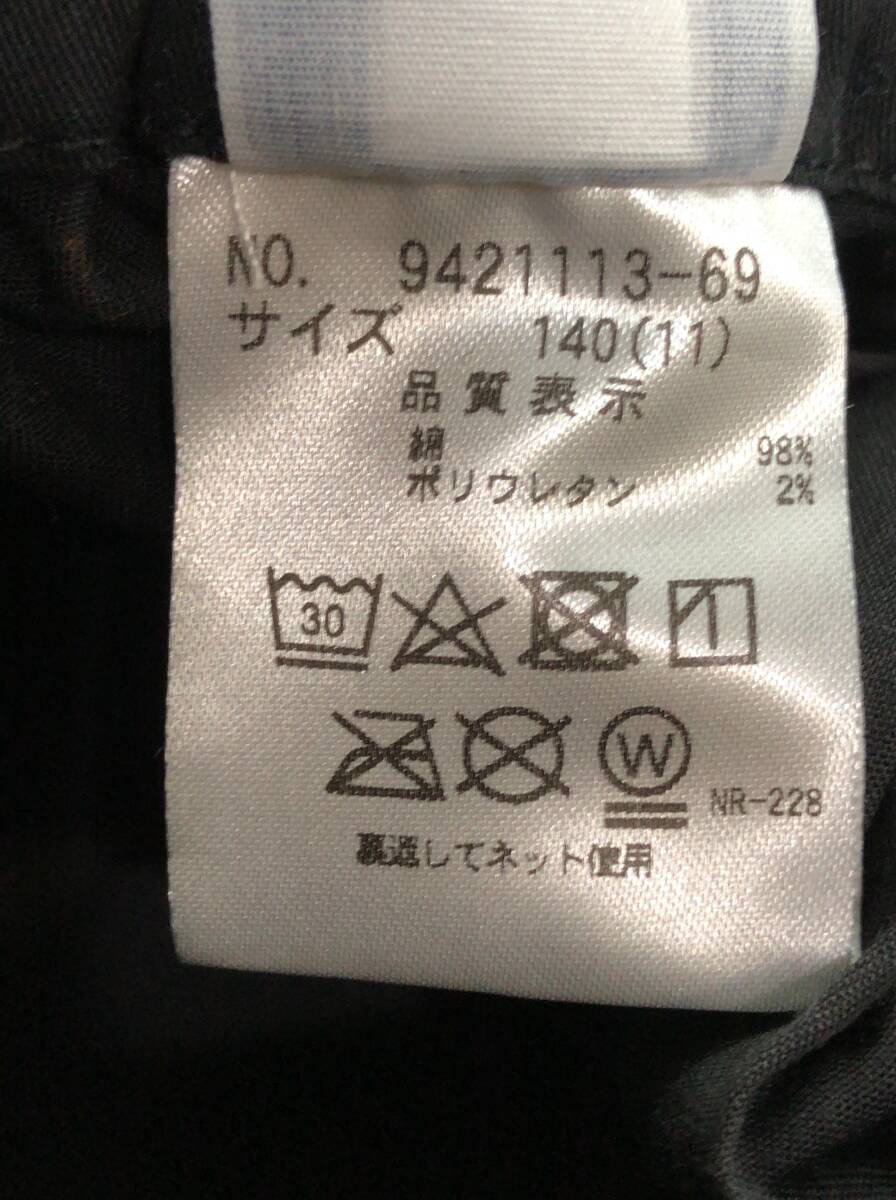 NO. 9421113-69
サイズ 140(11)
品質表示
綿 98%
ポリウレタン 2%
30
W
NR-228
裏返してネット使用